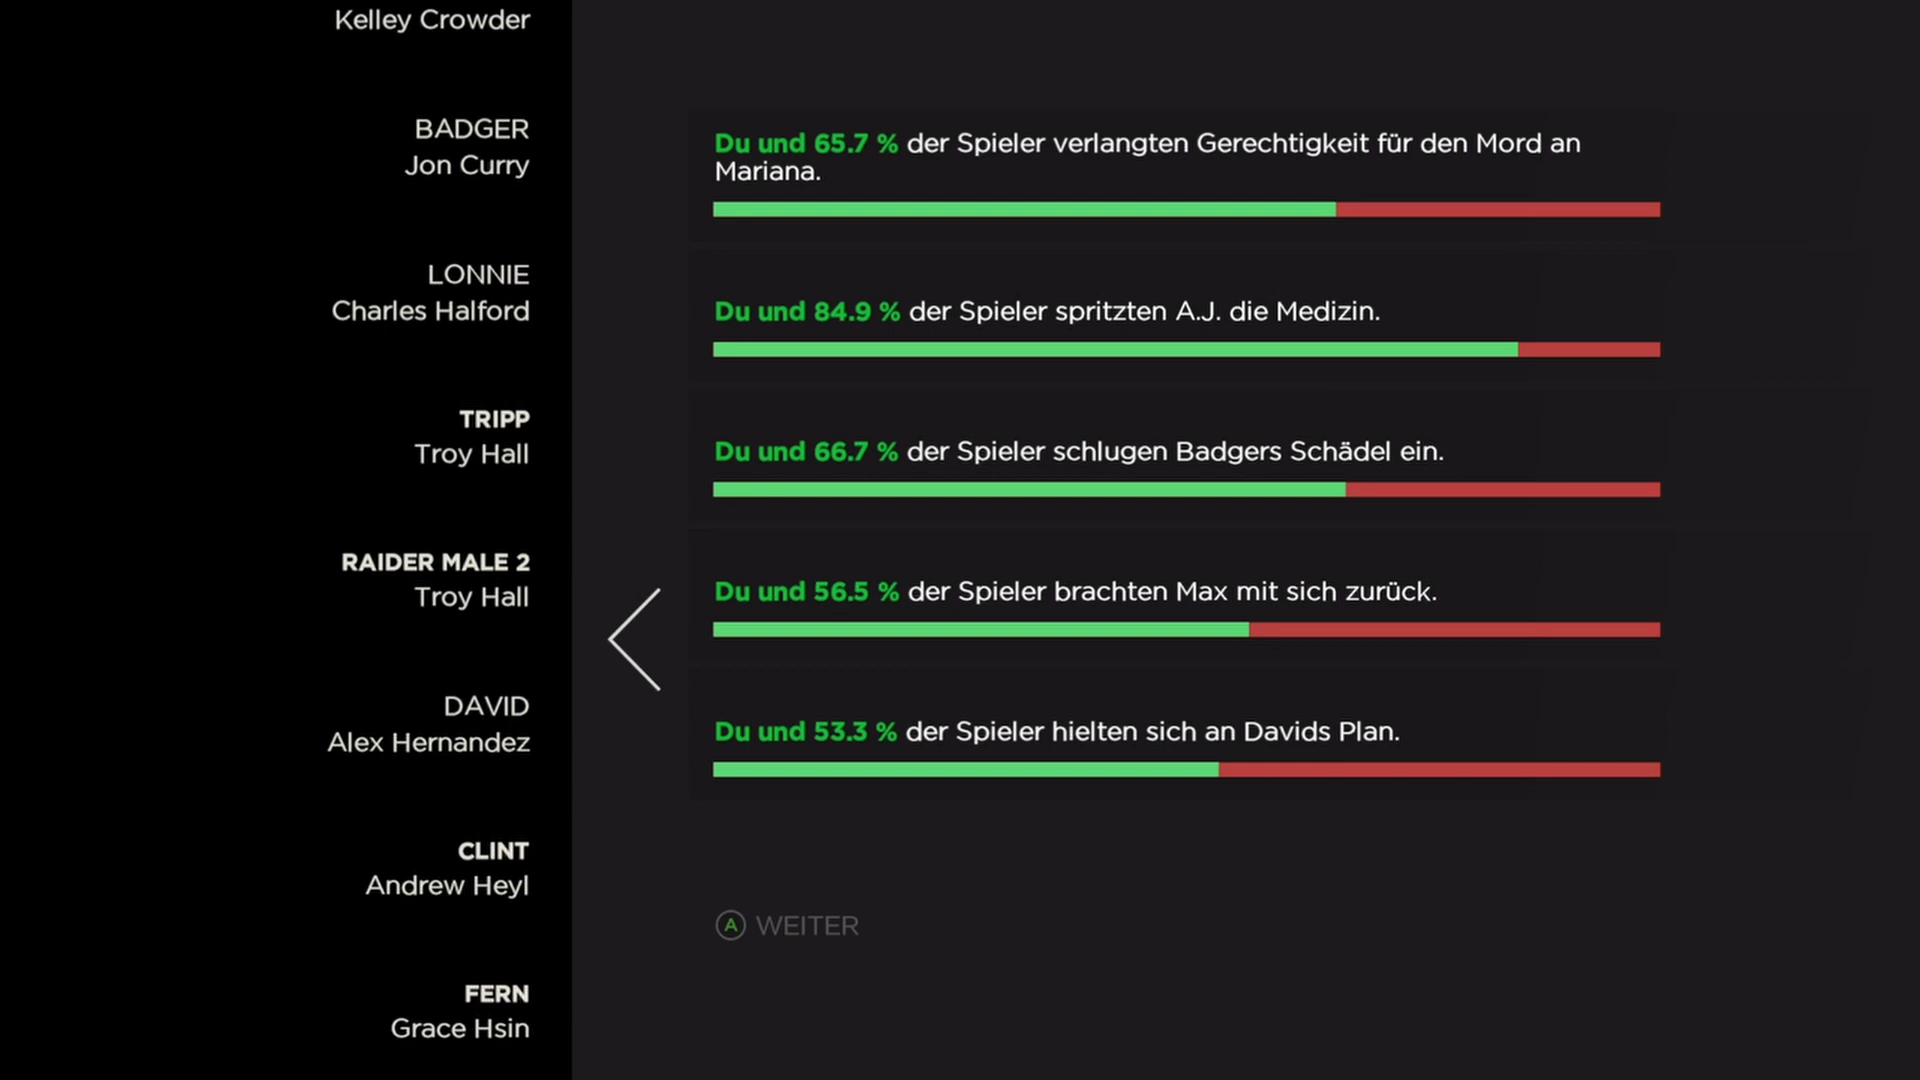 Kelley Crowder
BADGER
Jon Curry
LONNIE
Charles Halford
TRIPP
Troy Hall
RAIDER MALE 2
Troy Hall
DAVID
Alex Hernandez
CLINT
Andrew Heyl
FERN
Grace Hsin
Du und 65.7 % der Spieler verlangten Gerechtigkeit für den Mord an
Mariana.
Du und 84.9 % der Spieler spritzten A.J. die Medizin.
Du und 66.7 % der Spieler schlugen Badgers Schädel ein.
Du und 56.5 % der Spieler brachten Max mit sich zurück.
Du und 53.3 % der Spieler hielten sich an Davids Plan.
A WEITER